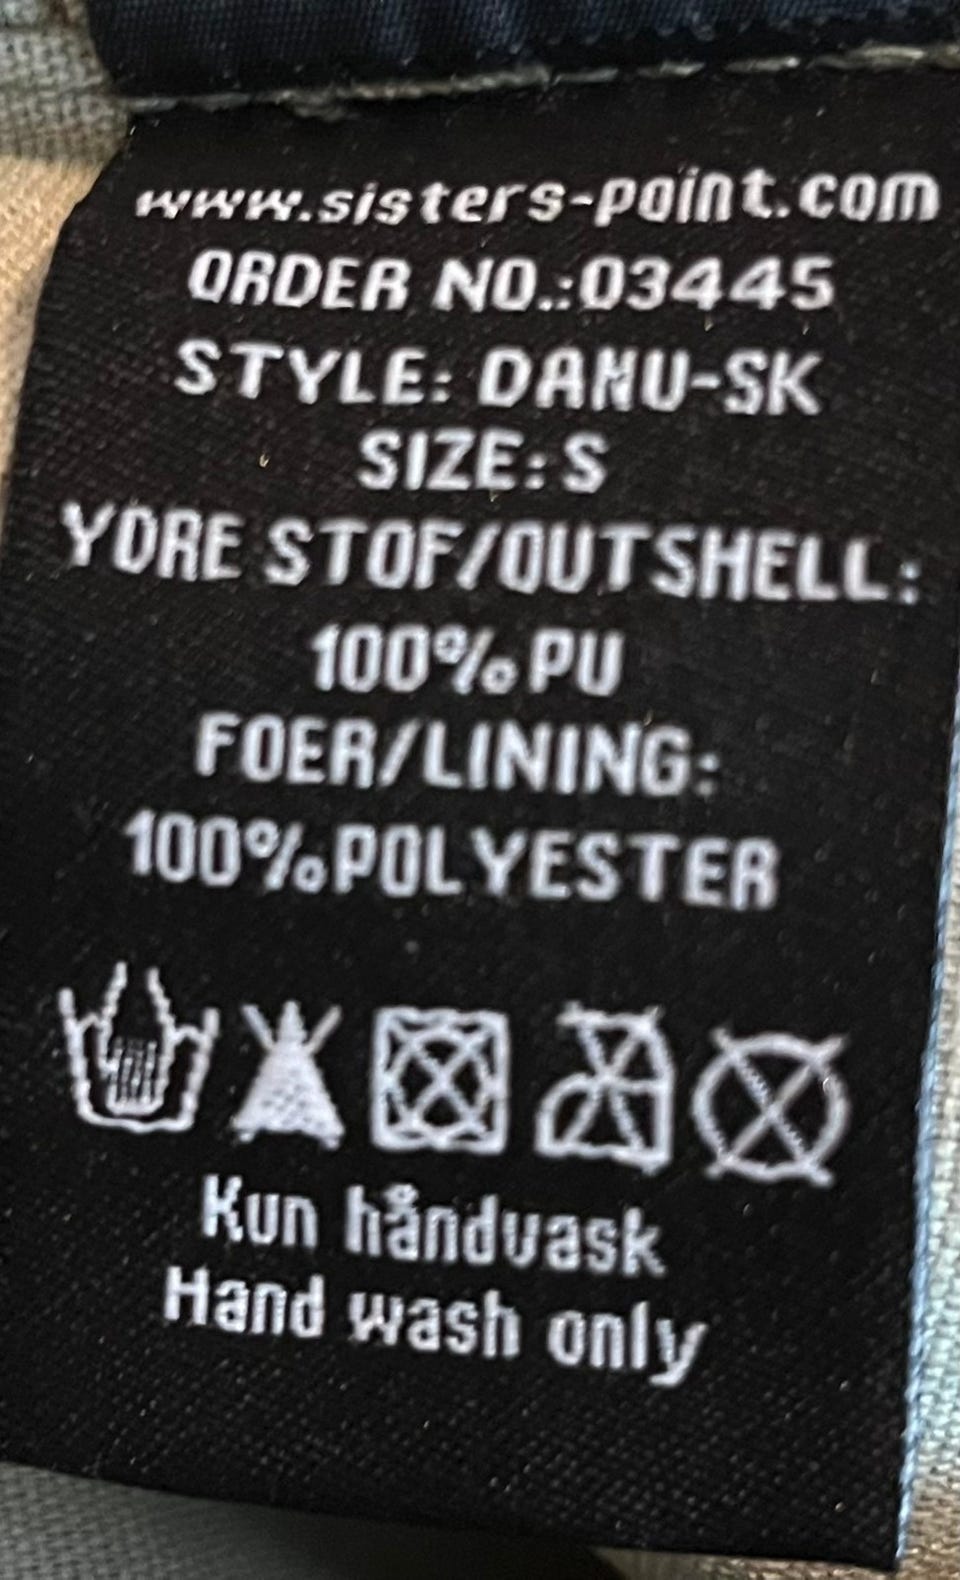 www.sisters-point.com
ORDER NO.:03445
STYLE: DANU-SK
SIZE: S
YDRE STOF/OUTSHELL:
100% PU
FOER/LINING:
100% POLYESTER
Kun håndvask
Hand wash only